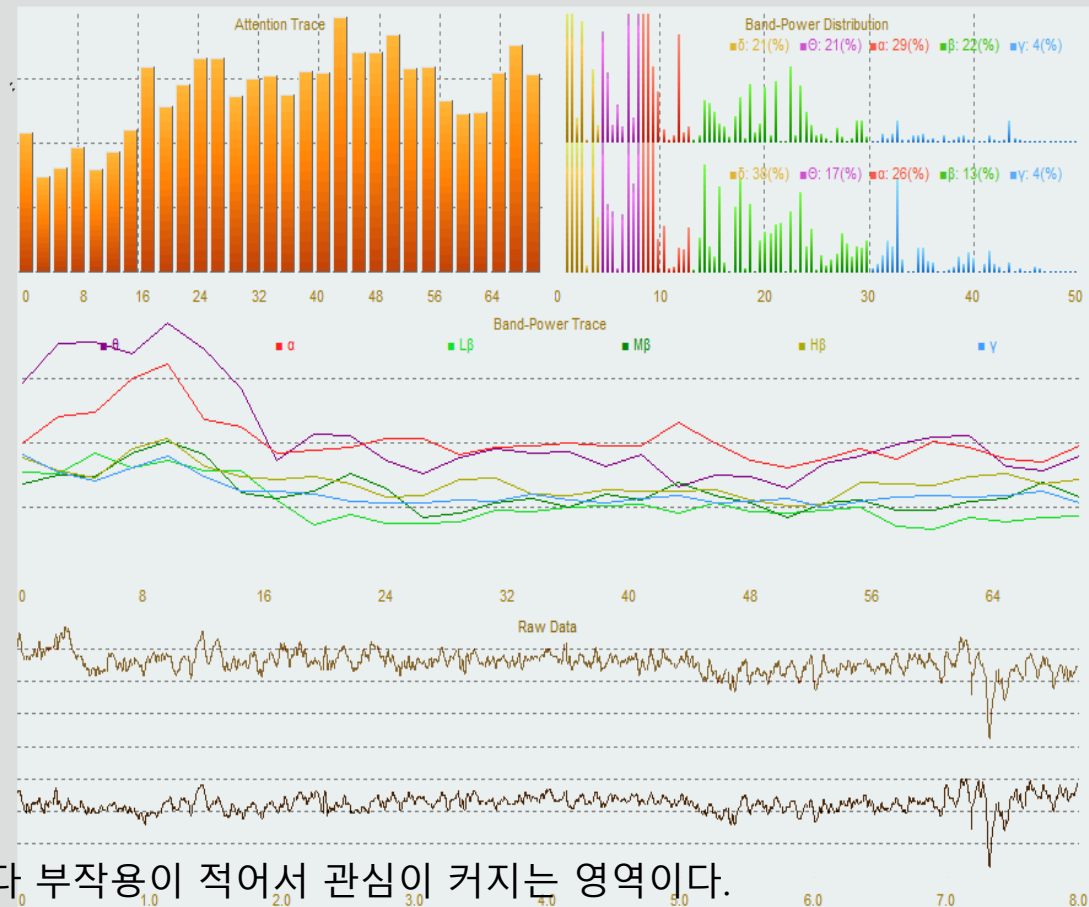 Attention Trace
Band-Power Distribution
δ: 21(%) Θ: 21(%) α: 29(%) β: 22(%) γ: 4(%)
δ: 38(%) Θ: 17(%) α: 26(%) β: 13(%) γ: 4(%)
0 8 16 24 32 40 48 56 64
0 10 20 30 40 50
Band-Power Trace
θ α Lβ Mβ Hβ γ
0 8 16 24 32 40 48 56 64
Raw Data
다 부작용이 적어서 관심이 커지는 영역이다.
0 1.0 2.0 3.0 4.0 5.0 6.0 7.0 8.0